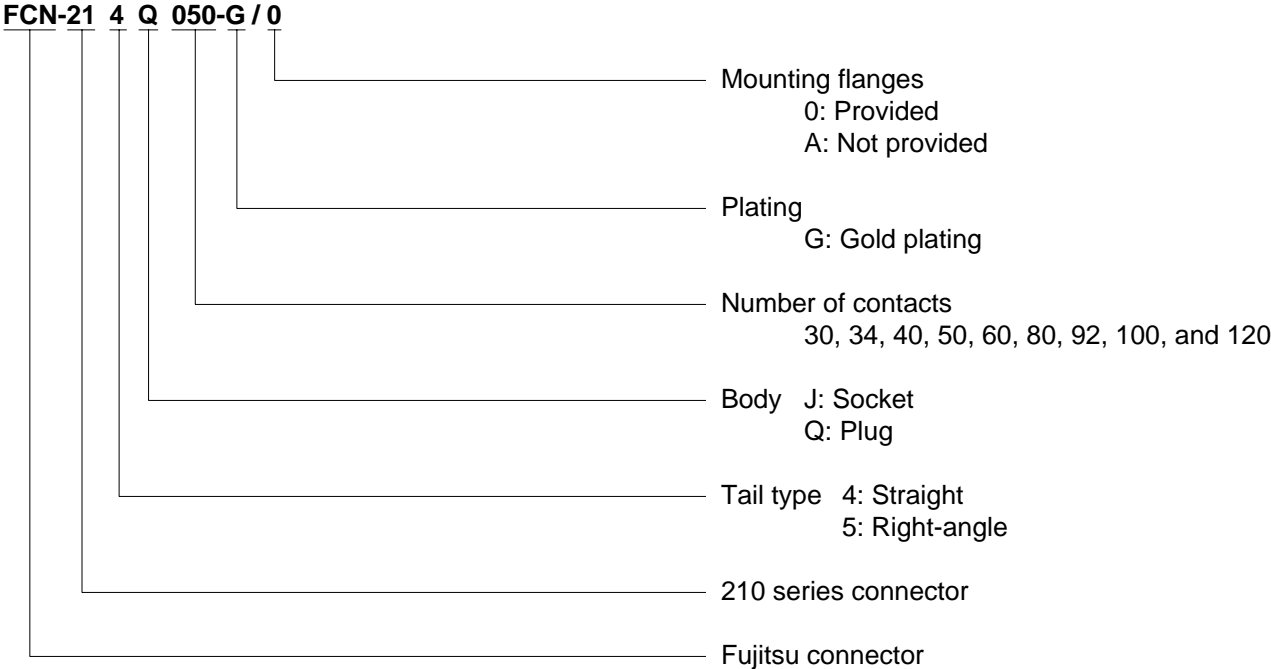 FCN-21 4 Q 050-G / 0
Mounting flanges
0: Provided
A: Not provided
Plating
G: Gold plating
Number of contacts
30, 34, 40, 50, 60, 80, 92, 100, and 120
Body J: Socket
Q: Plug
Tail type 4: Straight
5: Right-angle
210 series connector
Fujitsu connector